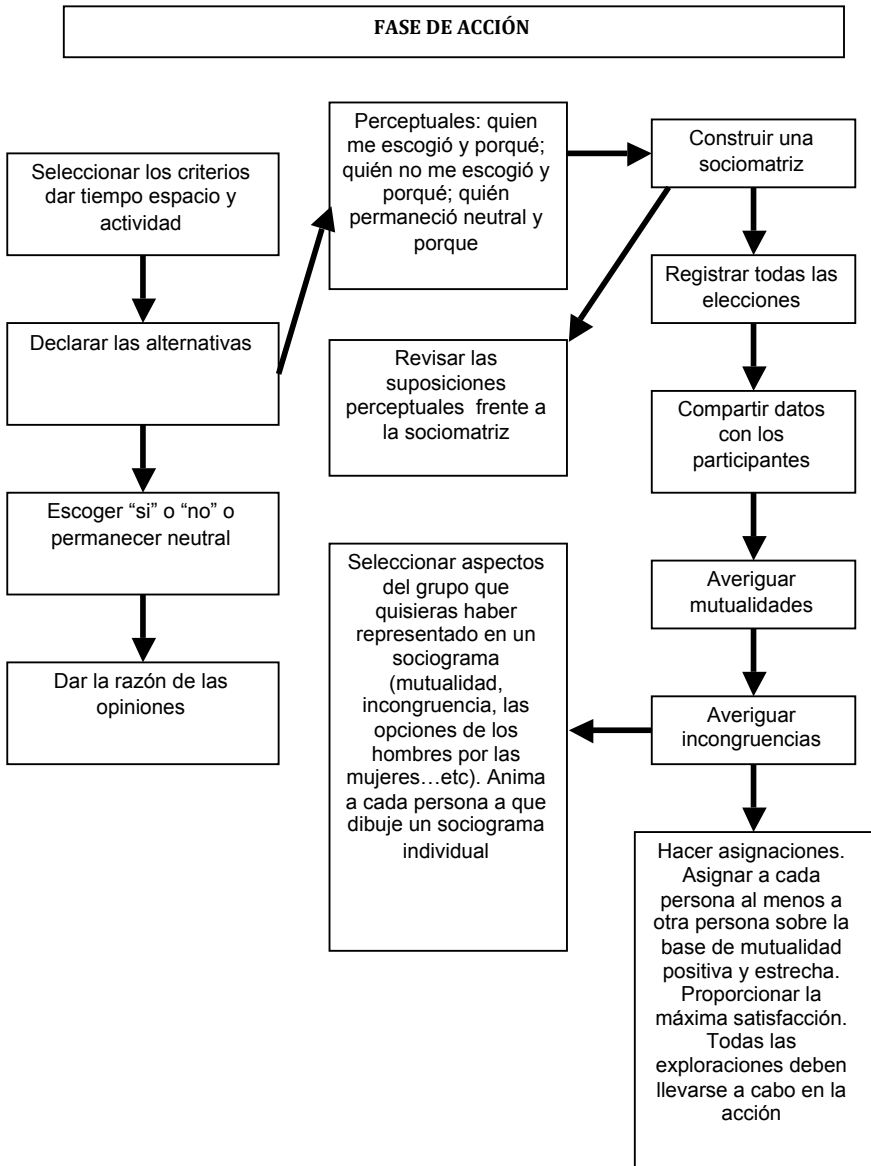 FASE DE ACCIÓN
Seleccionar los criterios
dar tiempo espacio y
actividad
Declarar las alternativas
Escoger “si” o “no” o
permanecer neutral
Dar la razón de las
opiniones
Perceptuales: quien
me escogió y porqué;
quién no me escogió y
porqué; quién
permaneció neutral y
porque
Revisar las
suposiciones
perceptuales  frente a
la sociomatriz
Seleccionar aspectos
del grupo que
quisieras haber
representado en un
sociograma
(mutualidad,
incongruencia, las
opciones de los
hombres por las
mujeres…etc). Anima
a cada persona a que
dibuje un sociograma
individual
Construir una
sociomatriz
Registrar todas las
elecciones
Compartir datos
con los
participantes
Averiguar
mutualidades
Averiguar
incongruencias
Hacer asignaciones.
Asignar a cada
persona al menos a
otra persona sobre la
base de mutualidad
positiva y estrecha.
Proporcionar la
máxima satisfacción.
Todas las
exploraciones deben
llevarse a cabo en la
acción